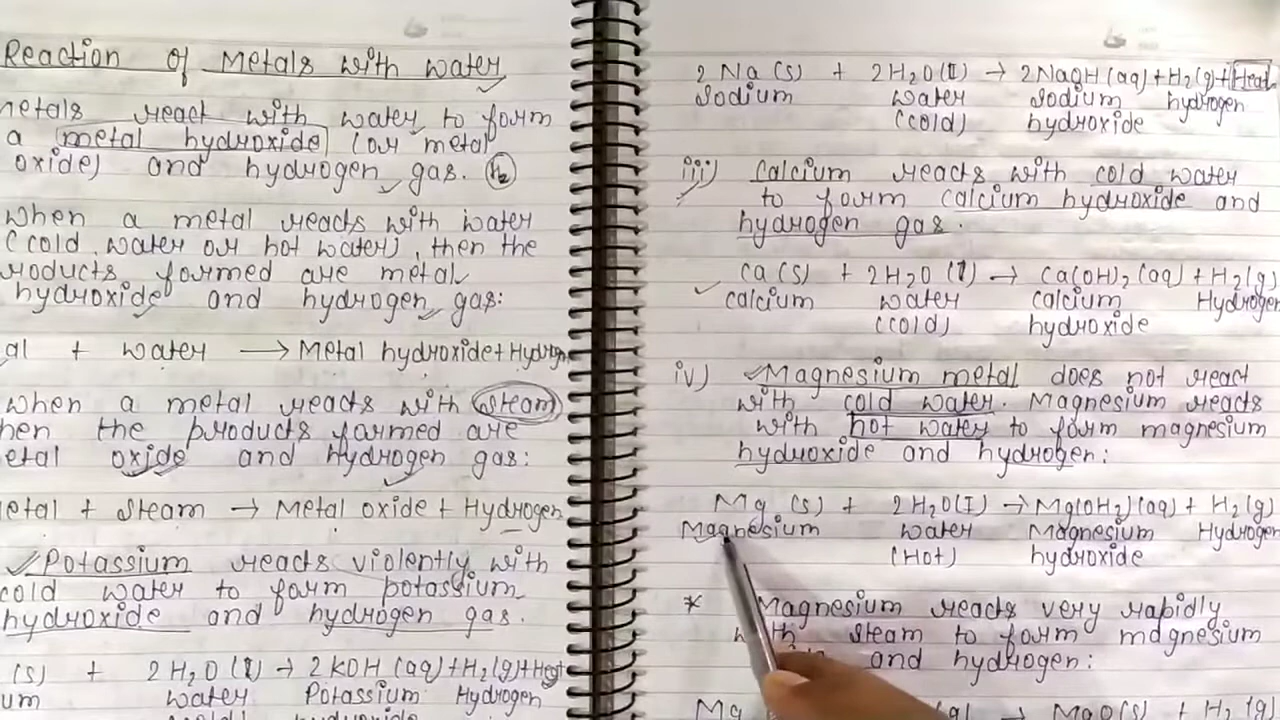 Reaction of Metals with water
metals react with water to form
a metal hydroxide (or metal
oxide) and hydrogen gas. H2
when a metal reacts with water
(cold water or hot water), then the
roducts formed are metal
hydroxide and hydrogen gas:
al + water → Metal hydroxide + Hydrogn
when a metal reacts with steam
hen the products formed are
etal oxide and hydrogen gas:
etal + steam → Metal oxide + Hydrogen
Potassium reacts violently with
cold water to form potassium
hydroxide and hydrogen gas.
(s) + 2H2O(l) → 2KOH(aq) + H2(g) + Heat
um water Potassium Hydrogen
hydroxide
2Na(s) + 2H2O(l) → 2NaOH(aq) + H2(g) + Heat
Sodium water Sodium hydrogen
(cold) hydroxide
iii) Calcium reacts with cold water
to form calcium hydroxide and
hydrogen gas.
Ca(s) + 2H2O(l) → Ca(OH)2(aq) + H2(g)
calcium water calcium Hydrogen
(cold) hydroxide
iv) Magnesium metal does not react
with cold water. Magnesium reacts
with hot water to form magnesium
hydroxide and hydrogen:
Mg(s) + 2H2O(I) → Mg(OH2)(aq) + H2(g)
Magnesium water Magnesium Hydrogen
(Hot) hydroxide
* Magnesium reacts very rapidly
with steam to form magnesium
and hydrogen:
Mg MgO(s) + H2(g)